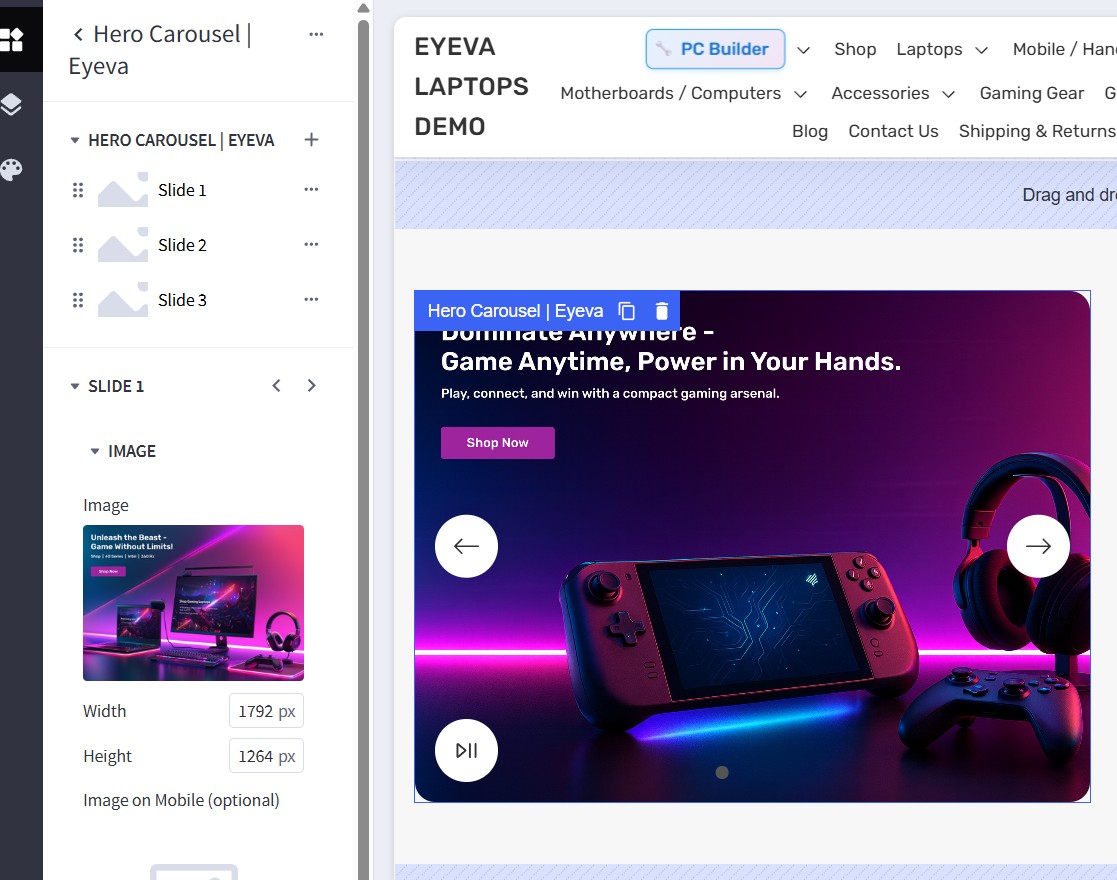 Hero Carousel |
Eyeva
HERO CAROUSEL | EYEVA
Slide 1
Slide 2
Slide 3
SLIDE 1
IMAGE
Image
Unleash the Beast –
Game Without Limits!
Shop Now
Width
1792 px
Height
1264 px
Image on Mobile (optional)
EYEVA
LAPTOPS
DEMO
PC Builder
Shop
Laptops
Mobile / Han
Motherboards / Computers
Accessories
Gaming Gear
G
Blog
Contact Us
Shipping & Returns
Drag and dr
Hero Carousel | Eyeva
Dominate Anywhere –
Game Anytime, Power in Your Hands.
Play, connect, and win with a compact gaming arsenal.
Shop Now